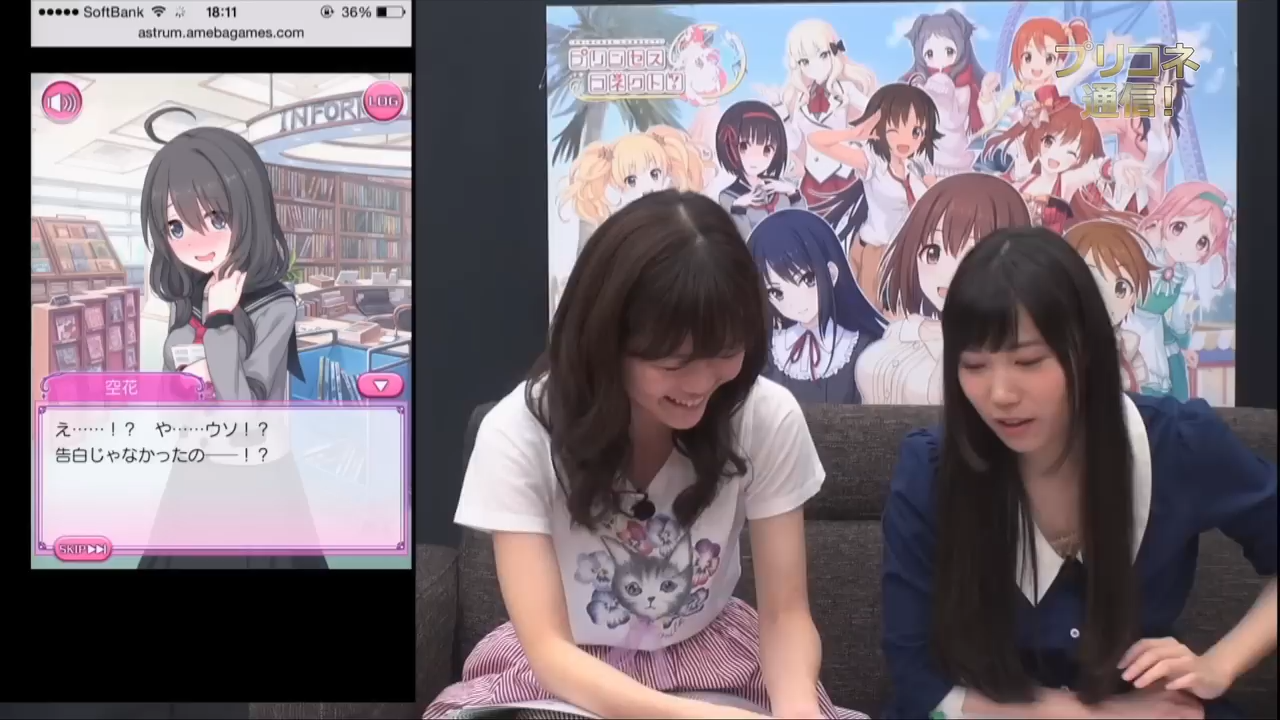 ●●●●● SoftBank 18:11 36%
astrum.amebagames.com
INFOR
LOG
空花
え……！？　や……ウソ！？
告白じゃなかったの──！？
SKIP
プリンセス
コネクト！
プリコネ
通信！